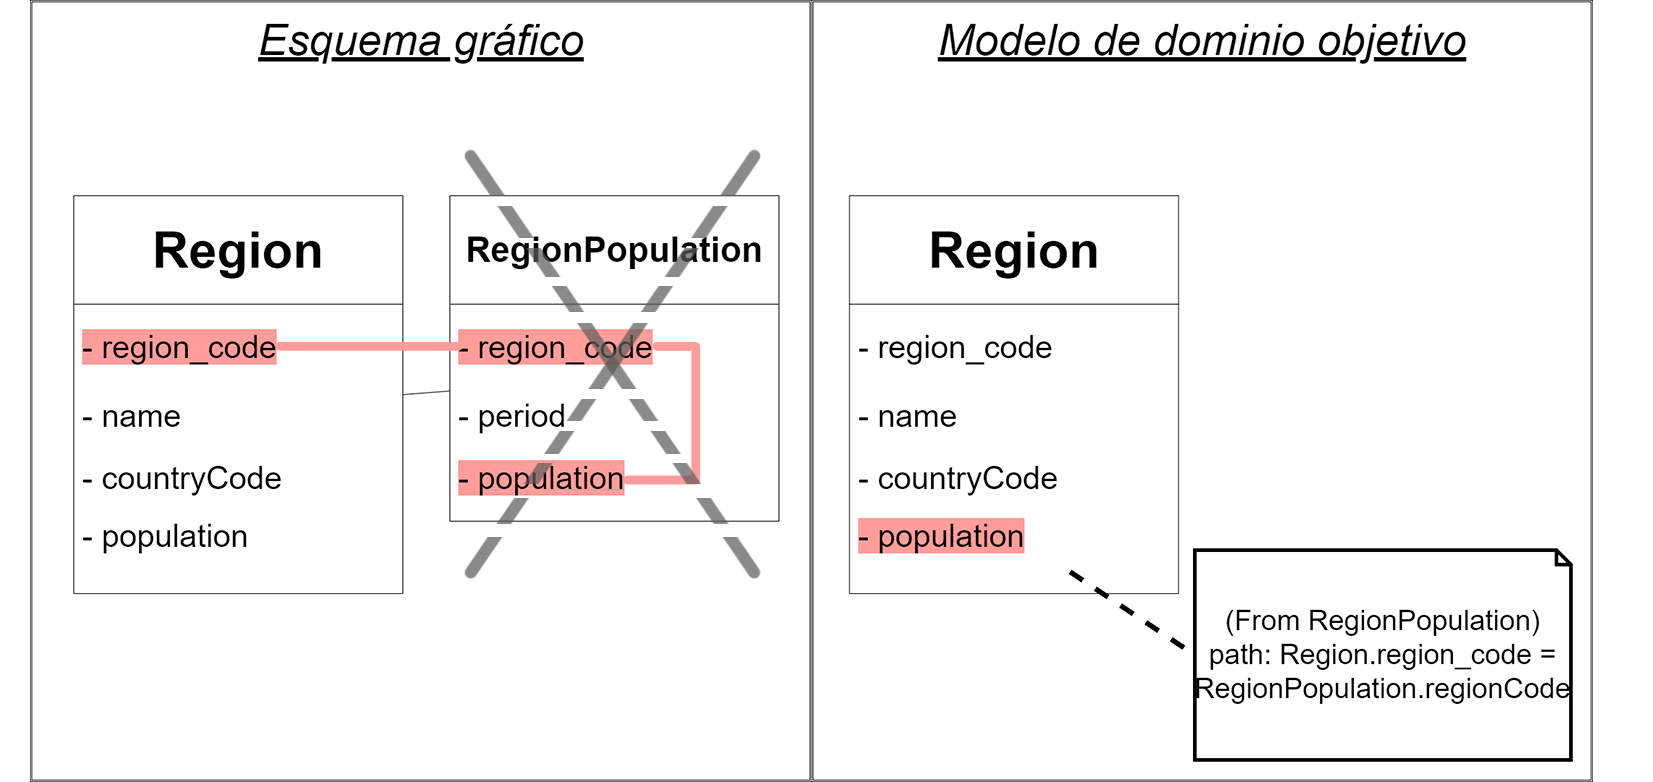 Esquema gráfico
Modelo de dominio objetivo
Region
- region_code
- name
- countryCode
- population
RegionPopulation
- region_code
- period
- population
Region
- region_code
- name
- countryCode
- population
(From RegionPopulation)
path: Region.region_code =
RegionPopulation.regionCode